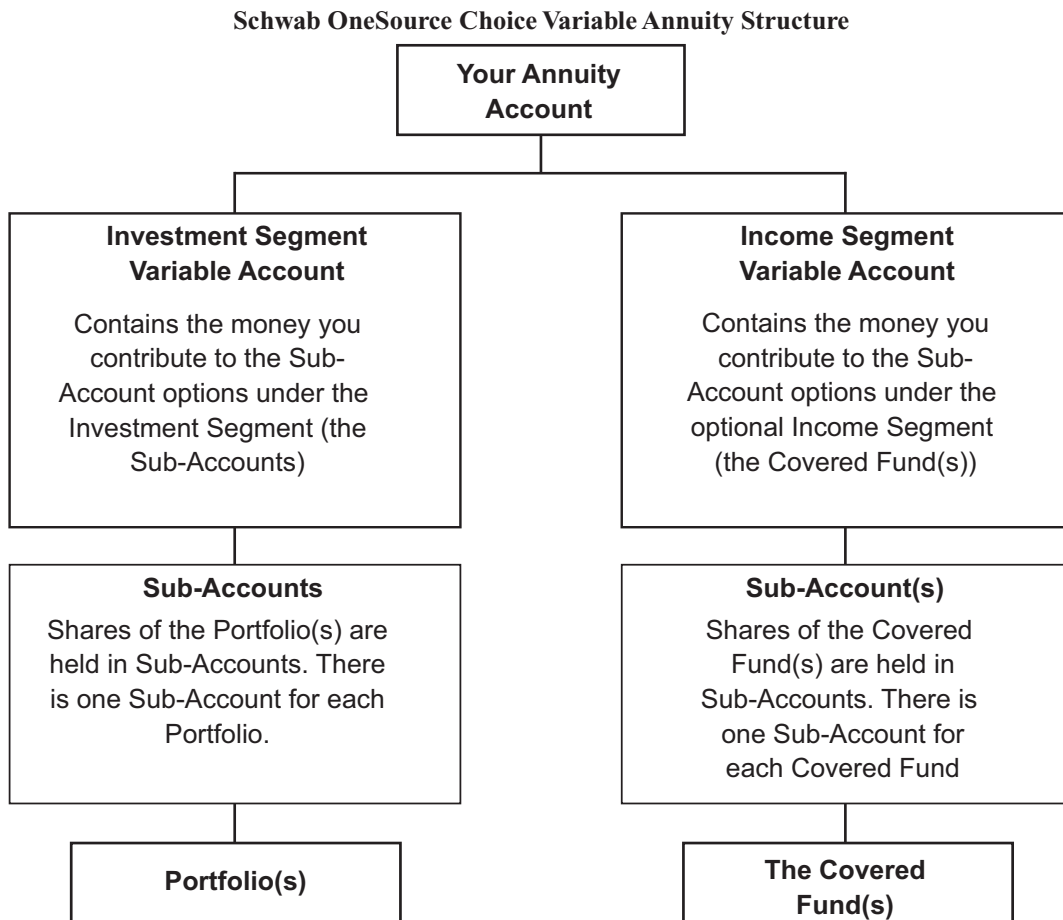 Schwab OneSource Choice Variable Annuity Structure
Your Annuity
Account
Investment Segment
Variable Account
Contains the money you
contribute to the Sub-
Account options under the
Investment Segment (the
Sub-Accounts)
Income Segment
Variable Account
Contains the money you
contribute to the Sub-
Account options under the
optional Income Segment
(the Covered Fund(s))
Sub-Accounts
Shares of the Portfolio(s) are
held in Sub-Accounts. There
is one Sub-Account for each
Portfolio.
Sub-Account(s)
Shares of the Covered
Fund(s) are held in
Sub-Accounts. There is
one Sub-Account for
each Covered Fund
Portfolio(s)
The Covered
Fund(s)